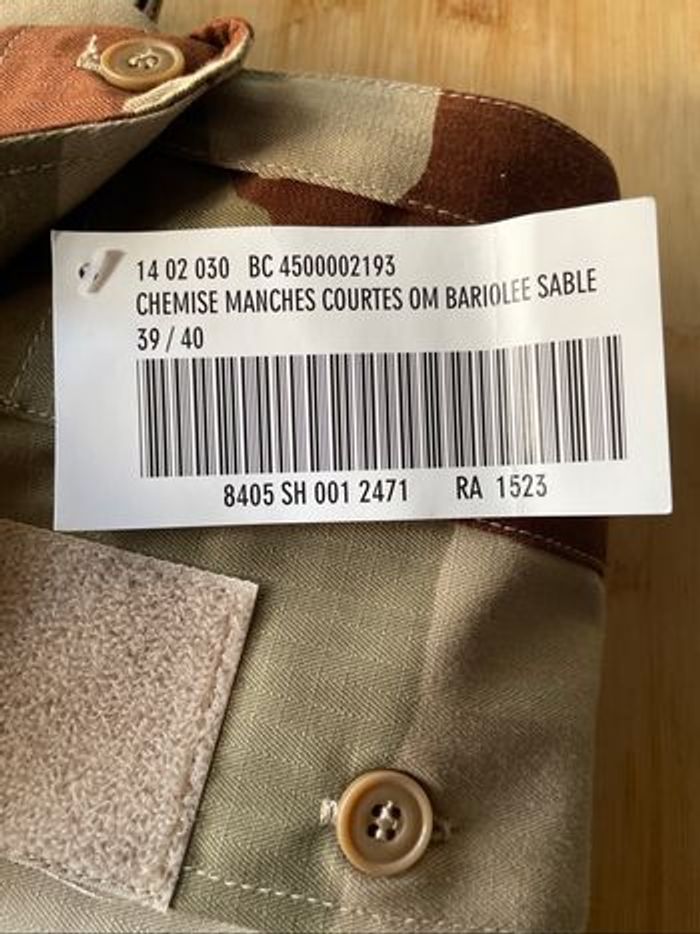 14 02 030 BC 4500002193
CHEMISE MANCHES COURTES OM BARIOLEE SABLE
39 / 40
8405 SH 001 2471 RA 1523